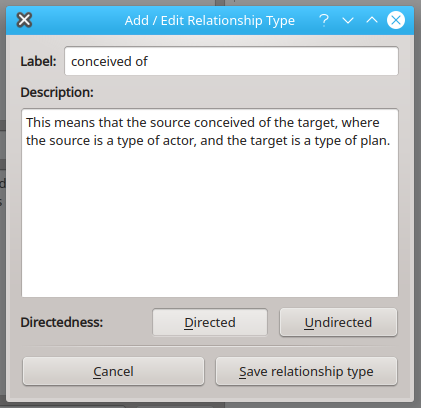 Add / Edit Relationship Type
Label: conceived of
Description:
This means that the source conceived of the target, where
the source is a type of actor, and the target is a type of plan.
Directedness: Directed Undirected
Cancel Save relationship type